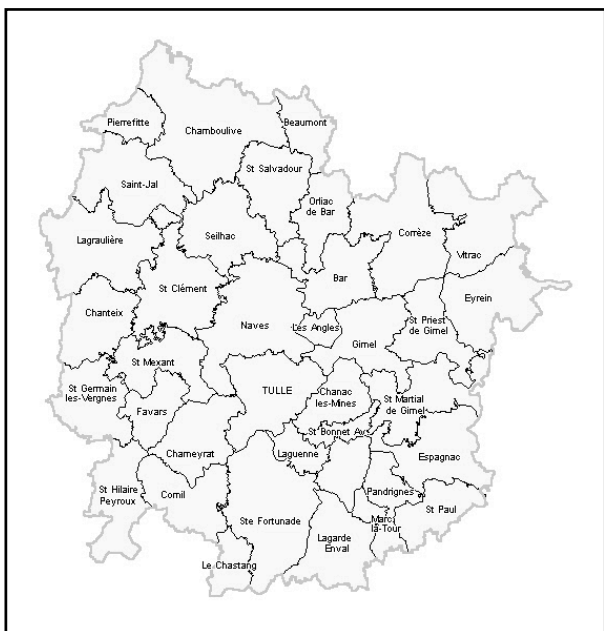 Pierrefitte
Chamboulive
Beaumont
St Salvadour
Saint-Jal
Orliac
de Bar
Lagraulière
Seilhac
Corrèze
Vitrac
Bar
St Clément
Eyrein
Chanteix
Naves
Les Angles
St Priest
de Gimel
Gimel
St Mexant
St Germain
les-Vergnes
TULLE
Chanac
les-Mines
St Martial
de Gimel
Favars
St Bonnet Av.
Chameyrat
Laguenne
Espagnac
St Hilaire
Peyroux
Cornil
Pandrignes
St Paul
Ste Fortunade
Marc
la-Tour
Lagarde
Enval
Le Chastang